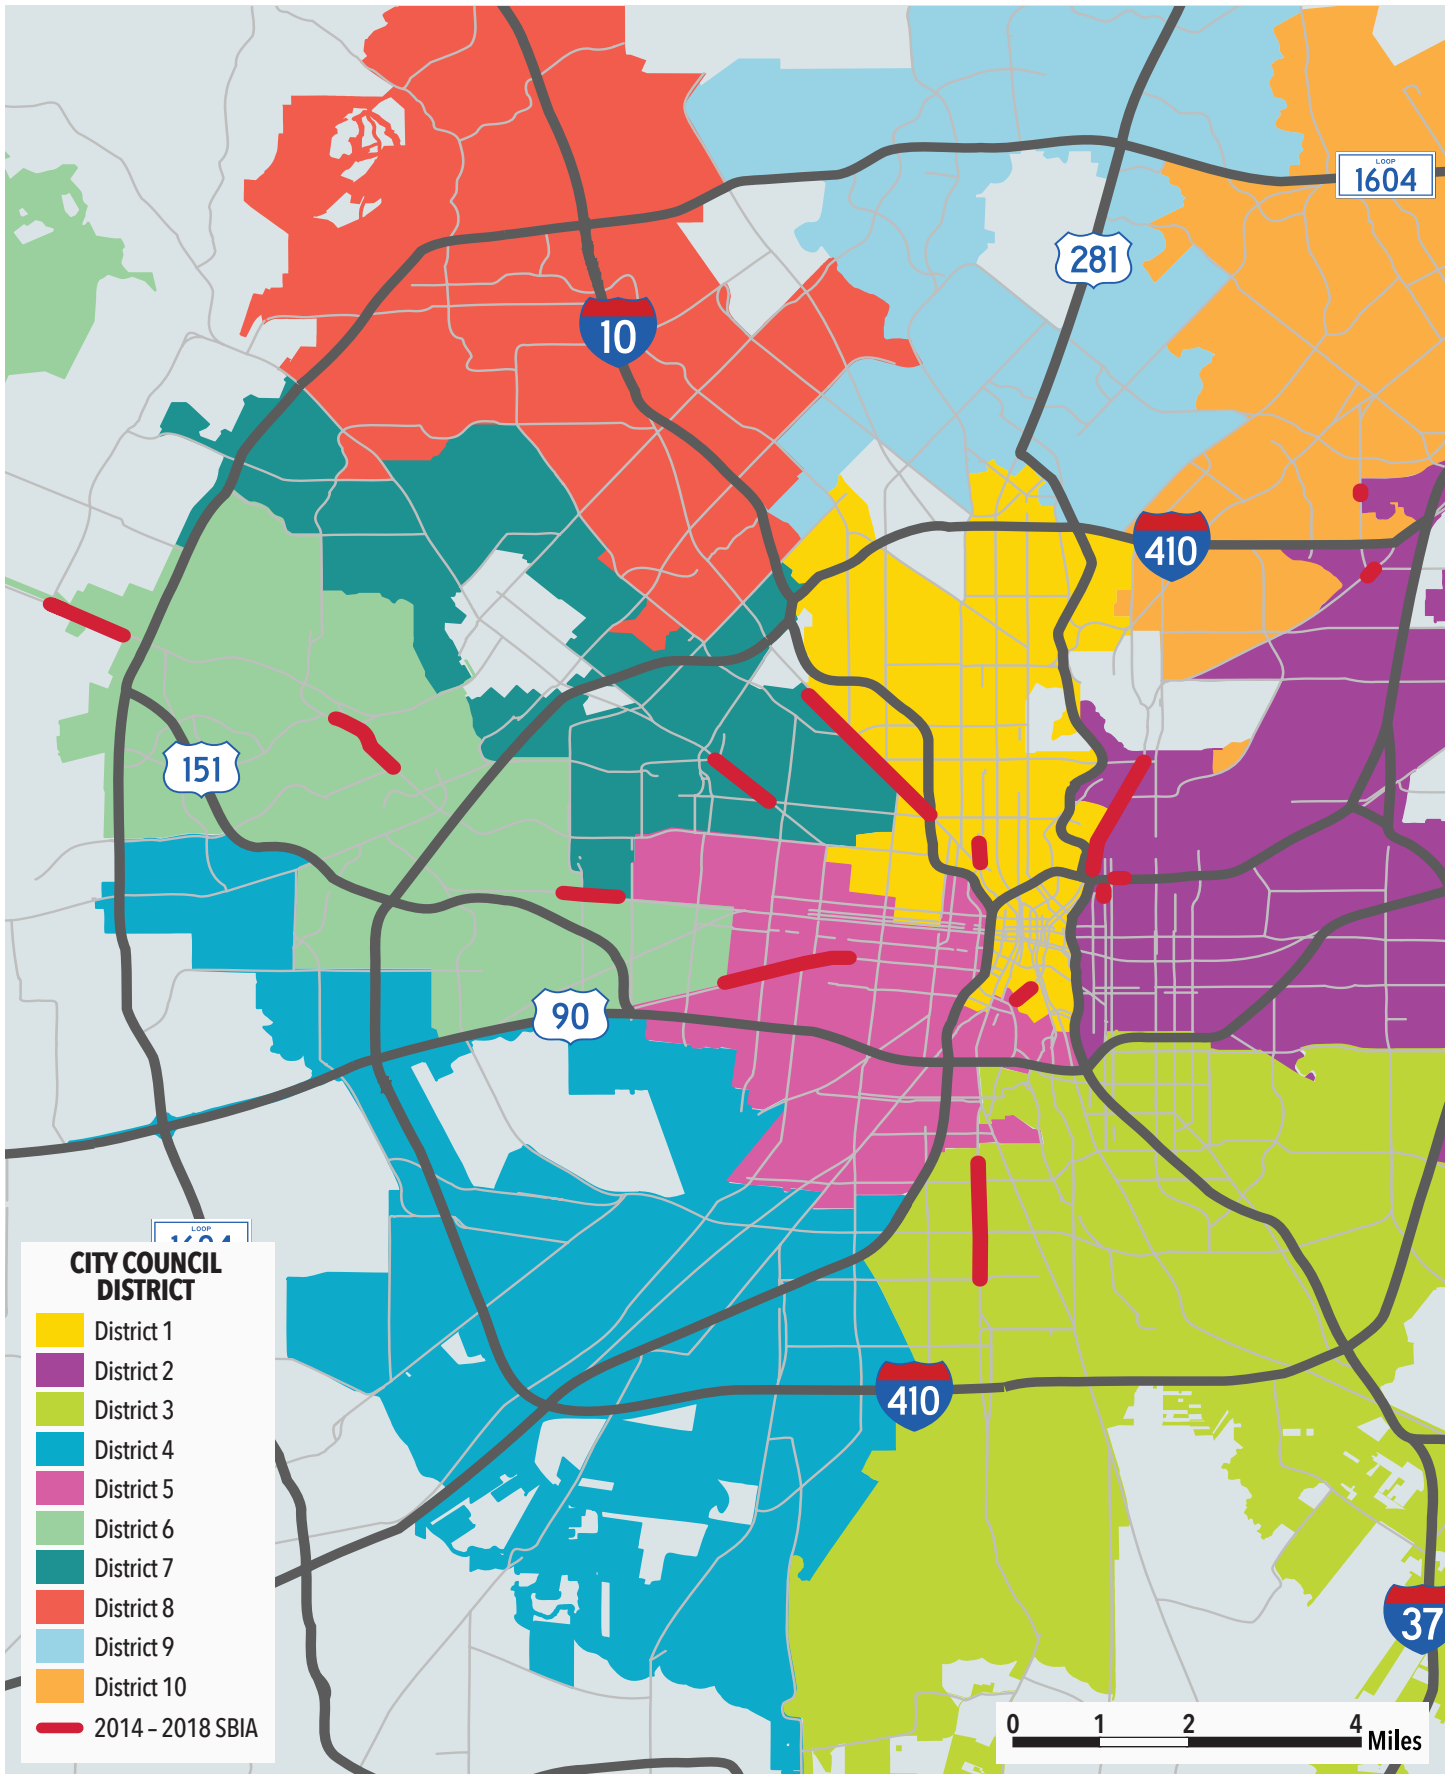 LOOP
1604
281
10
410
151
90
LOOP
1604
410
37
CITY COUNCIL
DISTRICT
District 1
District 2
District 3
District 4
District 5
District 6
District 7
District 8
District 9
District 10
2014 – 2018 SBIA
0 1 2 4 Miles